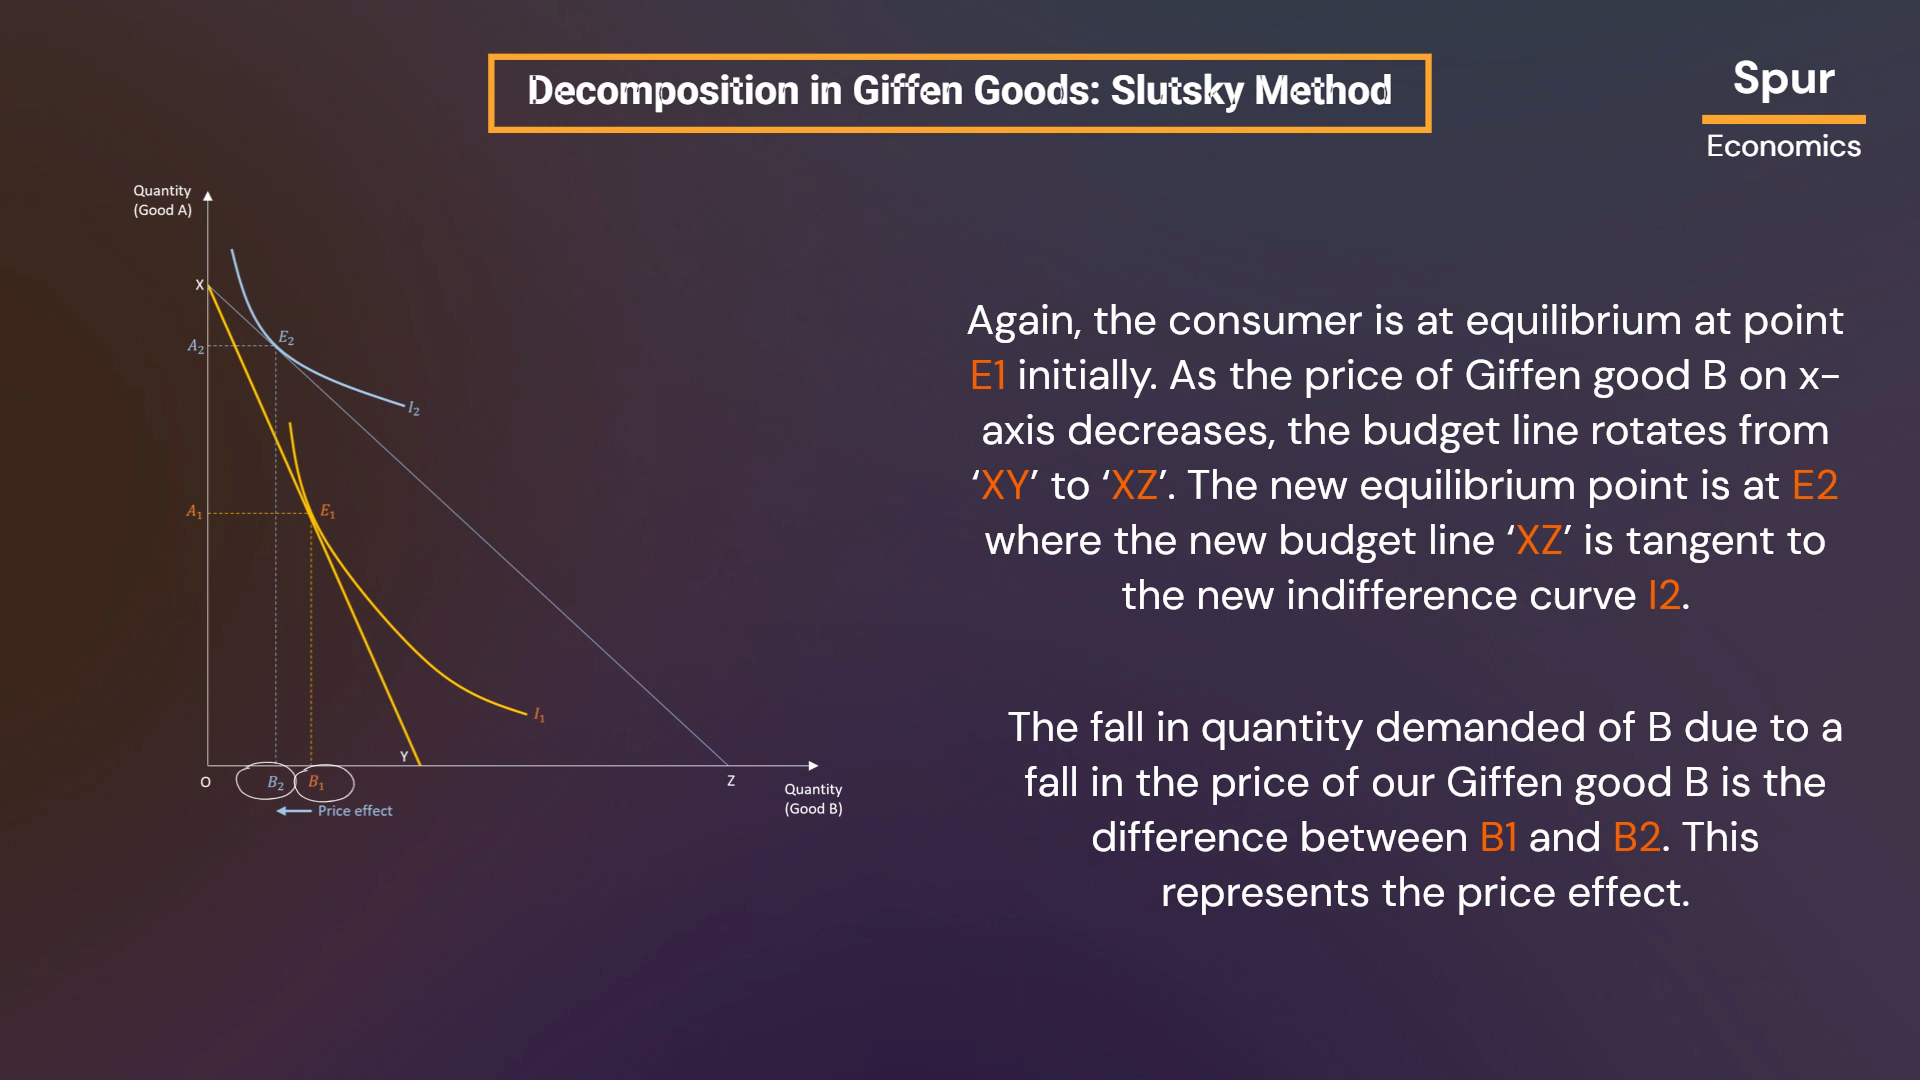 Decomposition in Giffen Goods: Slutsky Method
Spur
Economics
Quantity
(Good A)
X
E2
A2
I2
A1
E1
I1
Y
O
B2
B1
Z
Quantity
(Good B)
Price effect
Again, the consumer is at equilibrium at point
E1 initially. As the price of Giffen good B on x-
axis decreases, the budget line rotates from
‘XY’ to ‘XZ’. The new equilibrium point is at E2
where the new budget line ‘XZ’ is tangent to
the new indifference curve I2.
The fall in quantity demanded of B due to a
fall in the price of our Giffen good B is the
difference between B1 and B2. This
represents the price effect.